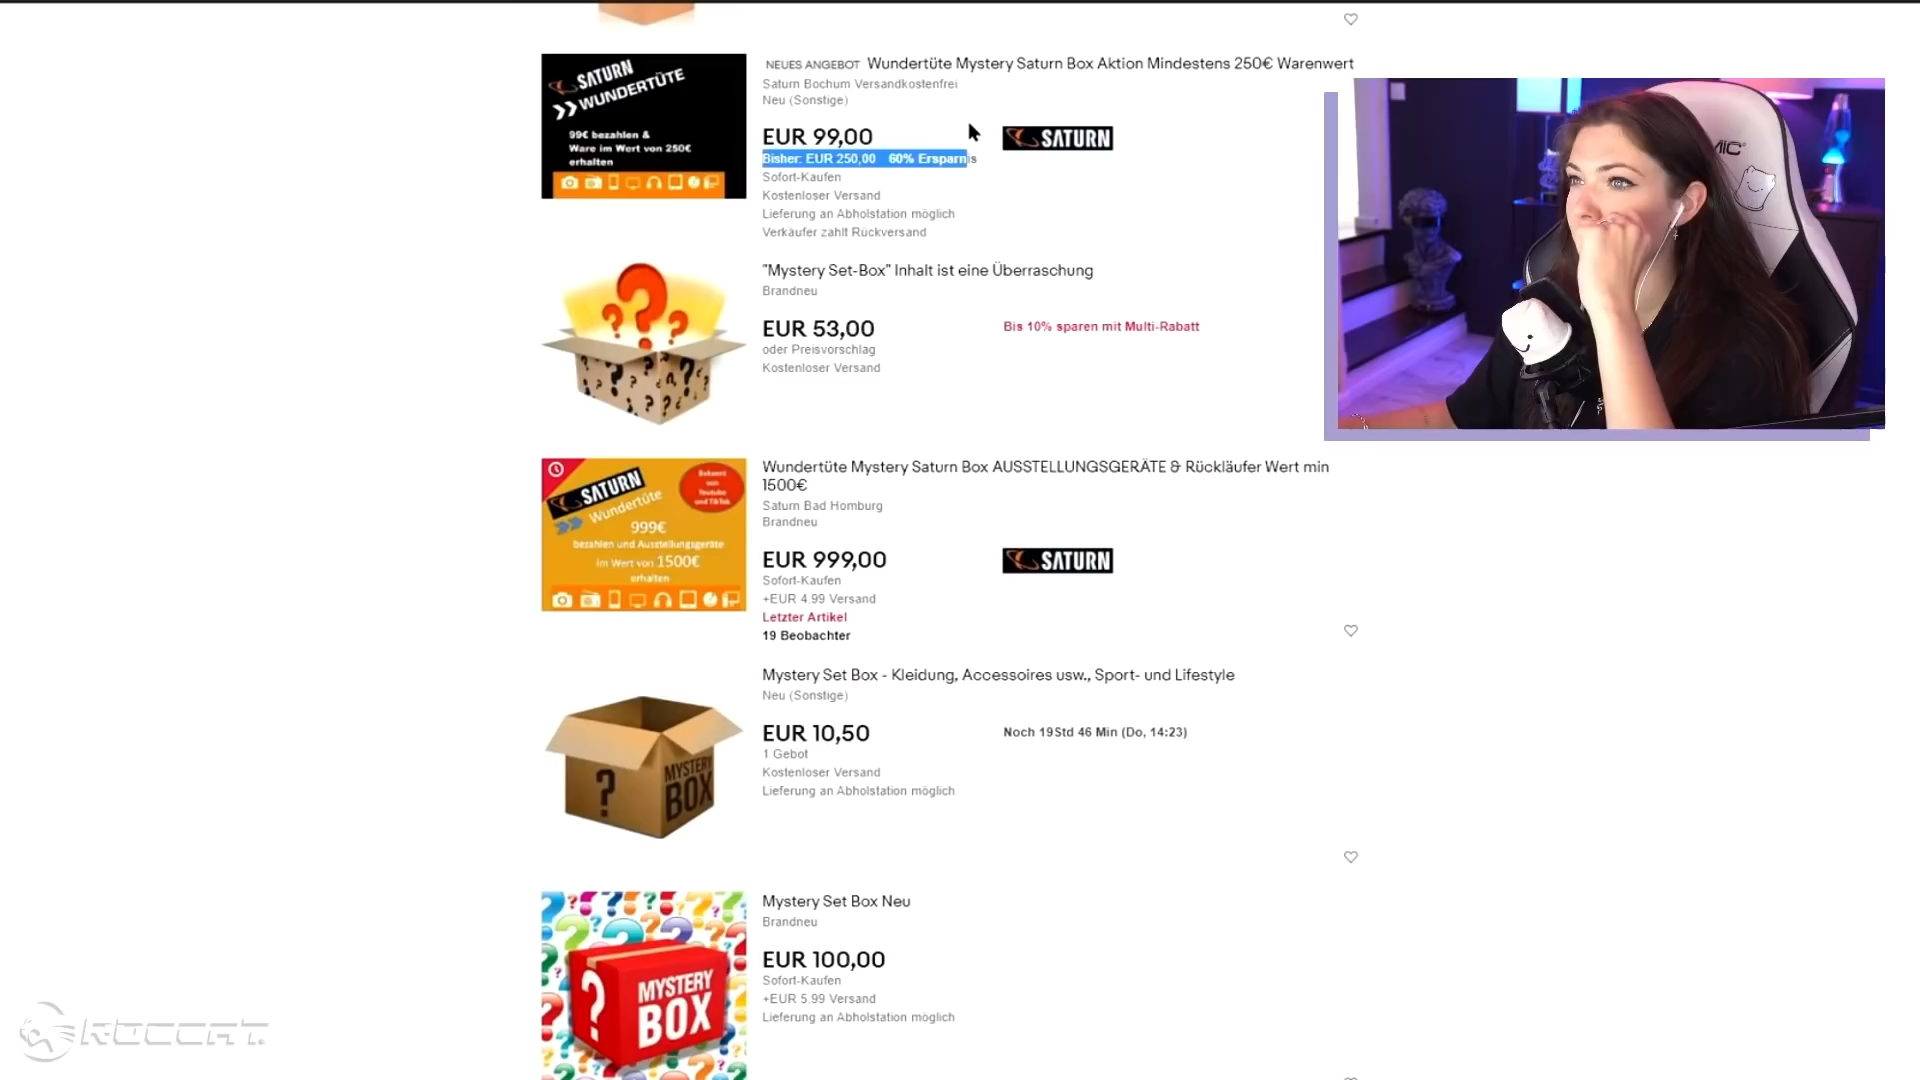 SATURN
WUNDERTÜTE
99€ bezahlen &
Ware im Wert von 250€
erhalten
NEUES ANGEBOT Wundertüte Mystery Saturn Box Aktion Mindestens 250€ Warenwert
Saturn Bochum Versandkostenfrei
Neu (Sonstige)
EUR 99,00
SATURN
Bisher: EUR 250,00 60% Ersparnis
Sofort-Kaufen
Kostenloser Versand
Lieferung an Abholstation möglich
Verkäufer zahlt Rückversand
"Mystery Set-Box" Inhalt ist eine Überraschung
Brandneu
EUR 53,00
Bis 10% sparen mit Multi-Rabatt
oder Preisvorschlag
Kostenloser Versand
SATURN
Wundertüte
Bekannt
von
Youtube
und TikTok
999€
bezahlen und Ausstellungsgeräte
im Wert von 1500€
erhalten
Wundertüte Mystery Saturn Box AUSSTELLUNGSGERÄTE & Rückläufer Wert min
1500€
Saturn Bad Homburg
Brandneu
EUR 999,00
SATURN
Sofort-Kaufen
+EUR 4.99 Versand
Letzter Artikel
19 Beobachter
MYSTERY
BOX
Mystery Set Box - Kleidung, Accessoires usw., Sport- und Lifestyle
Neu (Sonstige)
EUR 10,50
Noch 19Std 46 Min (Do, 14:23)
1 Gebot
Kostenloser Versand
Lieferung an Abholstation möglich
MYSTERY
BOX
Mystery Set Box Neu
Brandneu
EUR 100,00
Sofort-Kaufen
+EUR 5.99 Versand
Lieferung an Abholstation möglich
ROCCAT